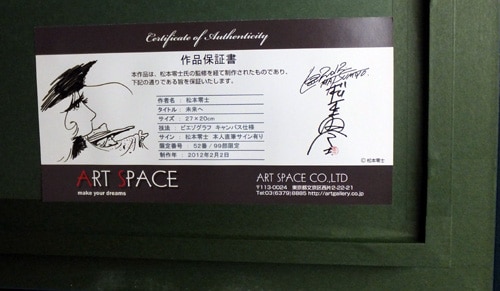 Certificate of Authenticity
作品保証書
本作品は、松本零士氏の監修を経て制作されたものであり、
下記の通りである旨を保証いたします。
作者名： 松本零士
タイトル： 未来へ
サイズ： 27×20cm
技法： ピエゾグラフ キャンバス仕様
サイン： 松本零士 本人直筆サイン有り
限定番号： 52番／99部限定
制作年： 2012年2月2日
松本零士
©松本零士
ART SPACE
make your dreams
ART SPACE CO.,LTD
〒113-0024 東京都文京区西片2-22-21
Tel:03(6379)8885 http://artgallery.co.jp